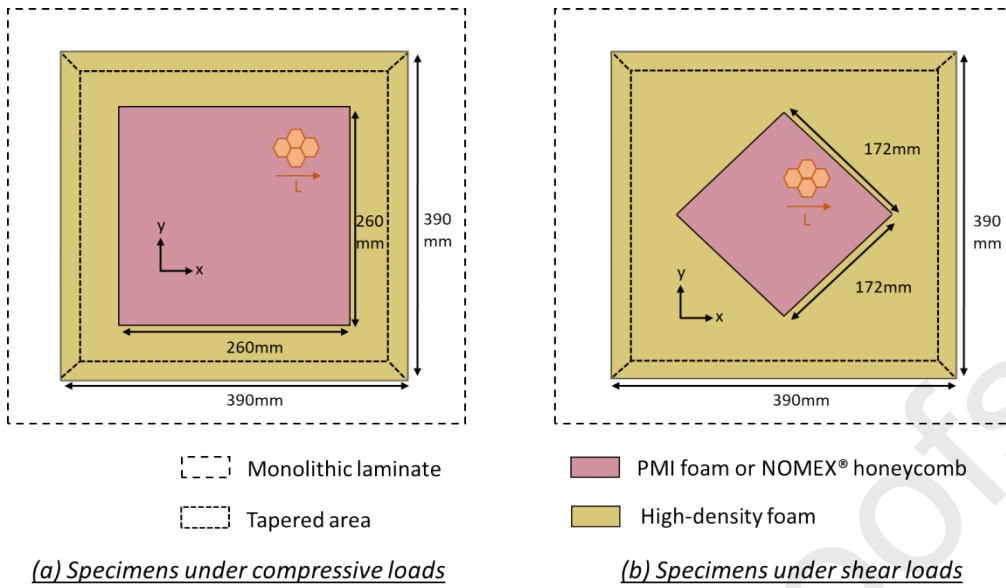 L
y
x
260
mm
390
mm
260mm
390mm
172mm
L
y
x
172mm
390
mm
390mm
Monolithic laminate
Tapered area
PMI foam or NOMEX® honeycomb
High-density foam
(a) Specimens under compressive loads
(b) Specimens under shear loads